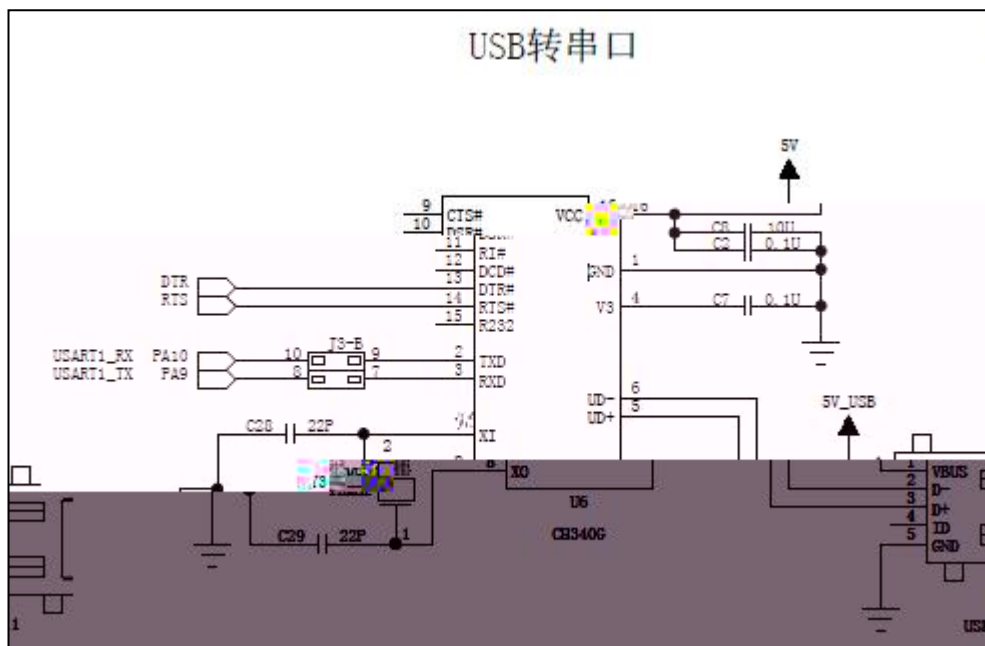 USB转串口
5V
9 CTS# VCC
10 DSR# C8 10U
11 RI# C2 0.1U
12 DCD# GND 1
DTR 13 DTR#
RTS 14 RTS# V3 4 C7 0.1U
15 R232
J3-B
USART1_RX PA10 10 9 2 TXD
USART1_TX PA9 8 7 3 RXD
UD- 6
UD+ 5
5V_USB
C28 22P XI
2
8 XO
1 VBUS
2 D-
3 D+
4 ID
5 GND
U6
C29 22P 1 CH340G
1